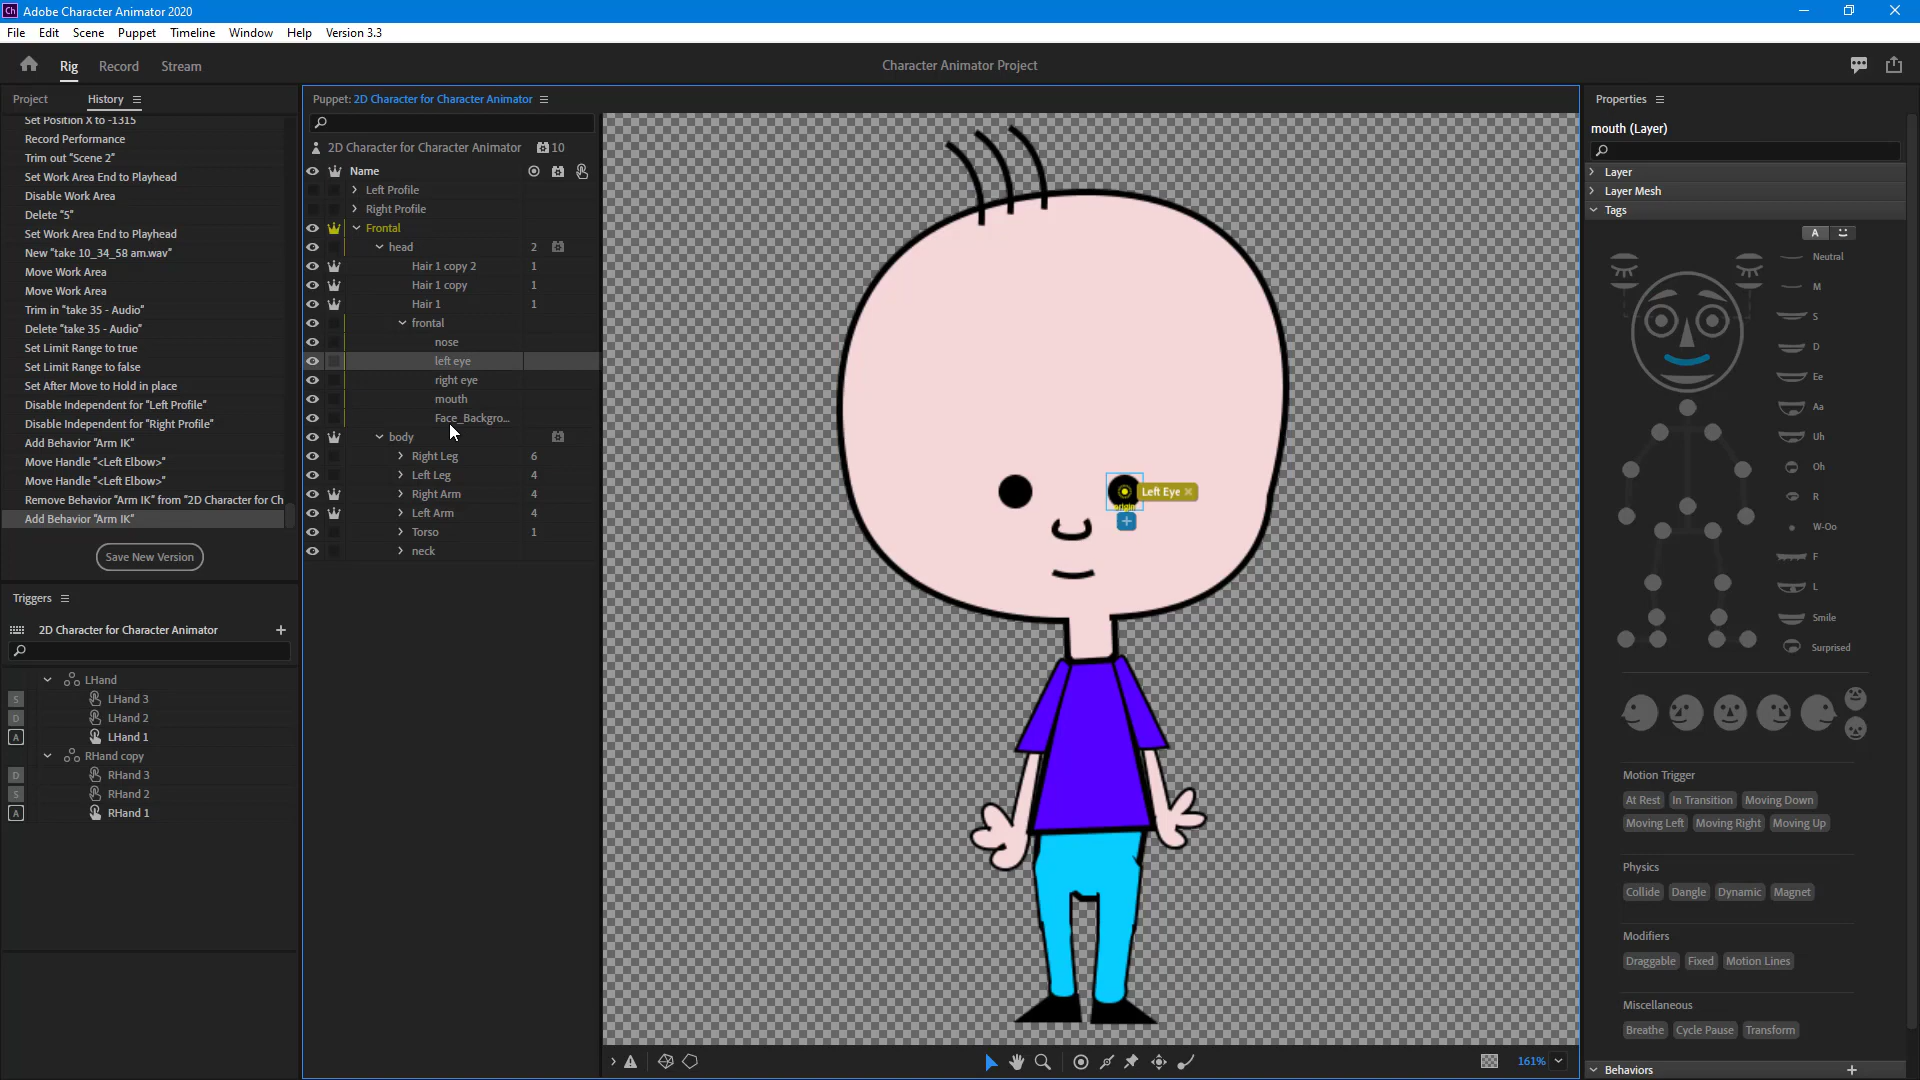 Ch Adobe Character Animator 2020
File Edit Scene Puppet Timeline Window Help Version 3.3
Rig Record Stream
Character Animator Project
Project History
Set Position X to -1315
Record Performance
Trim out “Scene 2”
Set Work Area End to Playhead
Disable Work Area
Delete “S”
Set Work Area End to Playhead
New “take 10_34_58 am.wav”
Move Work Area
Move Work Area
Trim in “take 35 - Audio”
Delete “take 35 - Audio”
Set Limit Range to true
Set Limit Range to false
Set After Move to Hold in place
Disable Independent for “Left Profile”
Disable Independent for “Right Profile”
Add Behavior “Arm IK”
Move Handle “<Left Elbow>”
Move Handle “<Left Elbow>”
Remove Behavior “Arm IK” from “2D Character for Ch
Add Behavior “Arm IK”
Save New Version
Triggers
2D Character for Character Animator +
LHand
S LHand 3
D LHand 2
A LHand 1
RHand copy
D RHand 3
S RHand 2
A RHand 1
Puppet: 2D Character for Character Animator
2D Character for Character Animator 10
Name
Left Profile
Right Profile
Frontal
head 2
Hair 1 copy 2 1
Hair 1 copy 1
Hair 1 1
frontal
nose
left eye
right eye
mouth
Face_Backgro...
body
Right Leg 6
Left Leg 4
Right Arm 4
Left Arm 4
Torso 1
neck
Left Eye ×
origin
161%
Properties
mouth (Layer)
Layer
Layer Mesh
Tags
A
Neutral
M
S
D
Ee
Aa
Uh
Oh
R
W-Oo
F
L
Smile
Surprised
Motion Trigger
At Rest In Transition Moving Down
Moving Left Moving Right Moving Up
Physics
Collide Dangle Dynamic Magnet
Modifiers
Draggable Fixed Motion Lines
Miscellaneous
Breathe Cycle Pause Transform
Behaviors +